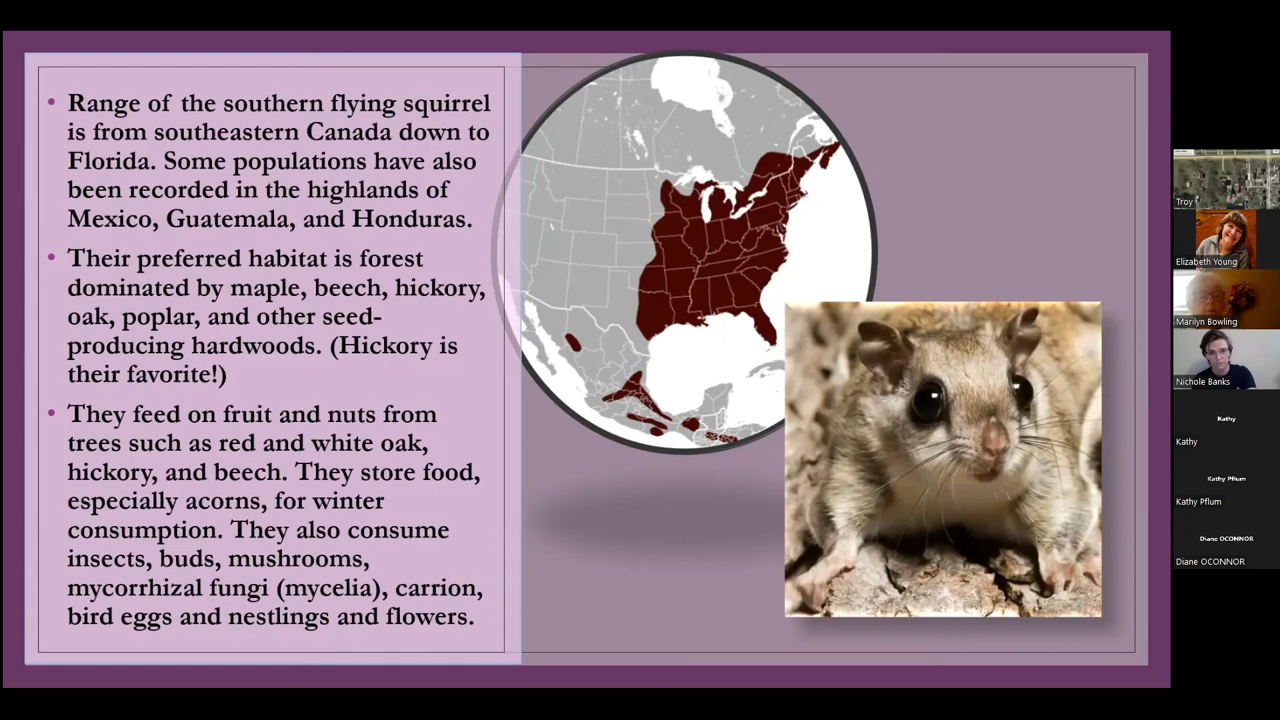 • Range of the southern flying squirrel
is from southeastern Canada down to
Florida. Some populations have also
been recorded in the highlands of
Mexico, Guatemala, and Honduras.
• Their preferred habitat is forest
dominated by maple, beech, hickory,
oak, poplar, and other seed-
producing hardwoods. (Hickory is
their favorite!)
• They feed on fruit and nuts from
trees such as red and white oak,
hickory, and beech. They store food,
especially acorns, for winter
consumption. They also consume
insects, buds, mushrooms,
mycorrhizal fungi (mycelia), carrion,
bird eggs and nestlings and flowers.
Troy
Elizabeth Young
Marilyn Bowling
Nichole Banks
Kathy
Kathy
Kathy Pflum
Kathy Pflum
Diane OCONNOR
Diane OCONNOR